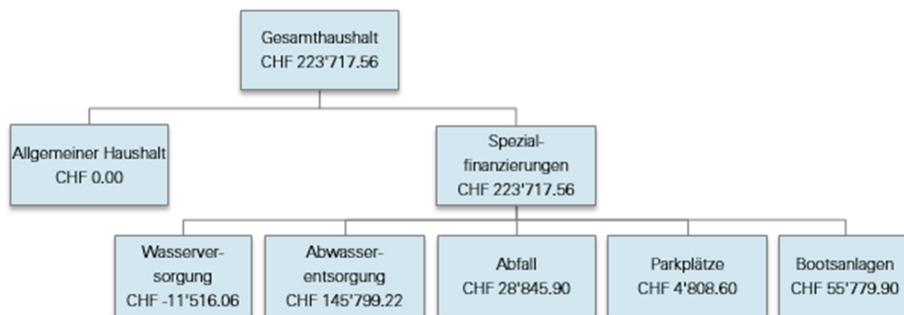 Gesamthaushalt
CHF 223'717.56
Allgemeiner Haushalt
CHF 0.00
Spezial-
finanzierungen
CHF 223'717.56
Wasserver-
sorgung
CHF -11'516.06
Abwasser-
entsorgung
CHF 145'799.22
Abfall
CHF 28'845.90
Parkplätze
CHF 4'808.60
Bootsanlagen
CHF 55'779.90